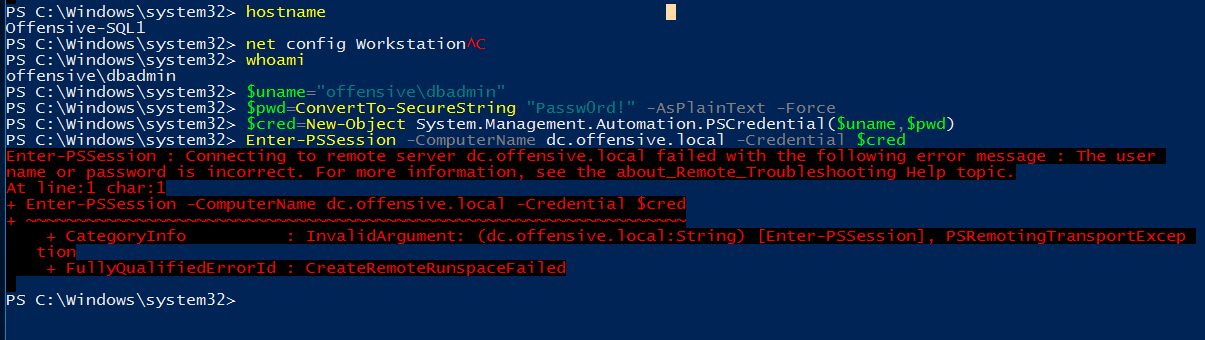 PS C:\Windows\system32> hostname
Offensive-SQL1
PS C:\Windows\system32> net config Workstation^C
PS C:\Windows\system32> whoami
offensive\dbadmin
PS C:\Windows\system32> $uname="offensive\dbadmin"
PS C:\Windows\system32> $pwd=ConvertTo-SecureString "Passw0rd!" -AsPlainText -Force
PS C:\Windows\system32> $cred=New-Object System.Management.Automation.PSCredential($uname,$pwd)
PS C:\Windows\system32> Enter-PSSession -ComputerName dc.offensive.local -Credential $cred
Enter-PSSession : Connecting to remote server dc.offensive.local failed with the following error message : The user
name or password is incorrect. For more information, see the about_Remote_Troubleshooting Help topic.
At line:1 char:1
+ Enter-PSSession -ComputerName dc.offensive.local -Credential $cred
+ ~~~~~~~~~~~~~~~~~~~~~~~~~~~~~~~~~~~~~~~~~~~~~~~~~~~~~~~~~~~~~~~~~~
    + CategoryInfo          : InvalidArgument: (dc.offensive.local:String) [Enter-PSSession], PSRemotingTransportExcep
   tion
    + FullyQualifiedErrorId : CreateRemoteRunspaceFailed
PS C:\Windows\system32>